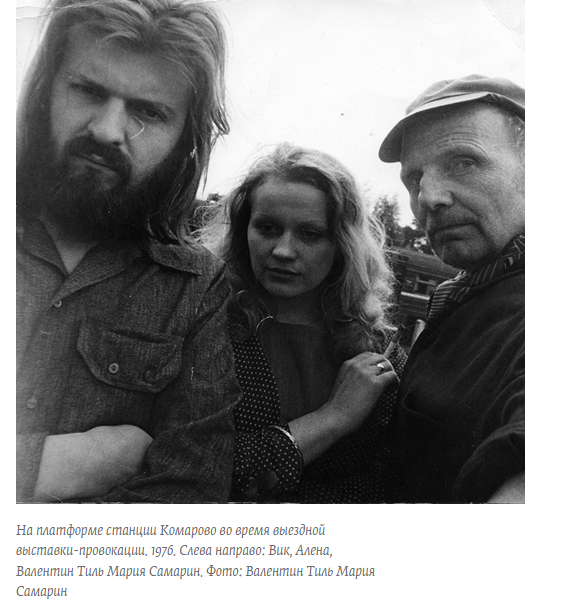 На платформе станции Комарово во время выездной
выставки-провокации. 1976. Слева направо: Вик, Алена,
Валентин Тиль Мария Самарин. Фото: Валентин Тиль Мария
Самарин